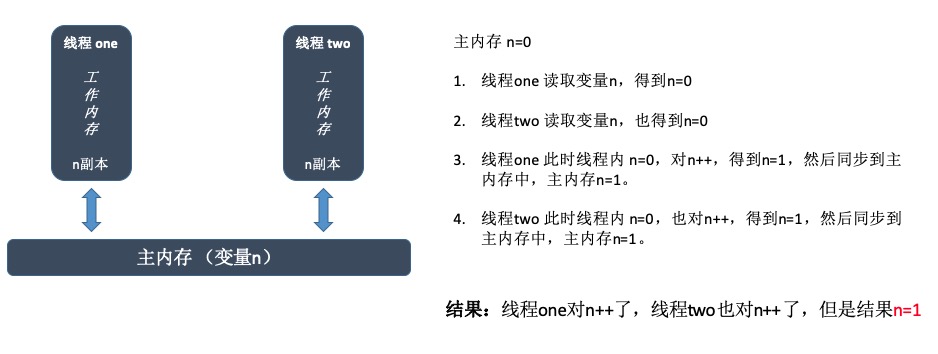 线程 one
工
作
内
存
n副本
线程 two
工
作
内
存
n副本
主内存 （变量n）
主内存 n=0
1. 线程one 读取变量n，得到n=0
2. 线程two 读取变量n，也得到n=0
3. 线程one 此时线程内 n=0，对n++，得到n=1，然后同步到主
内存中，主内存n=1。
4. 线程two 此时线程内 n=0，也对n++，得到n=1，然后同步到
主内存中，主内存n=1。
结果：线程one对n++了，线程two也对n++了，但是结果n=1